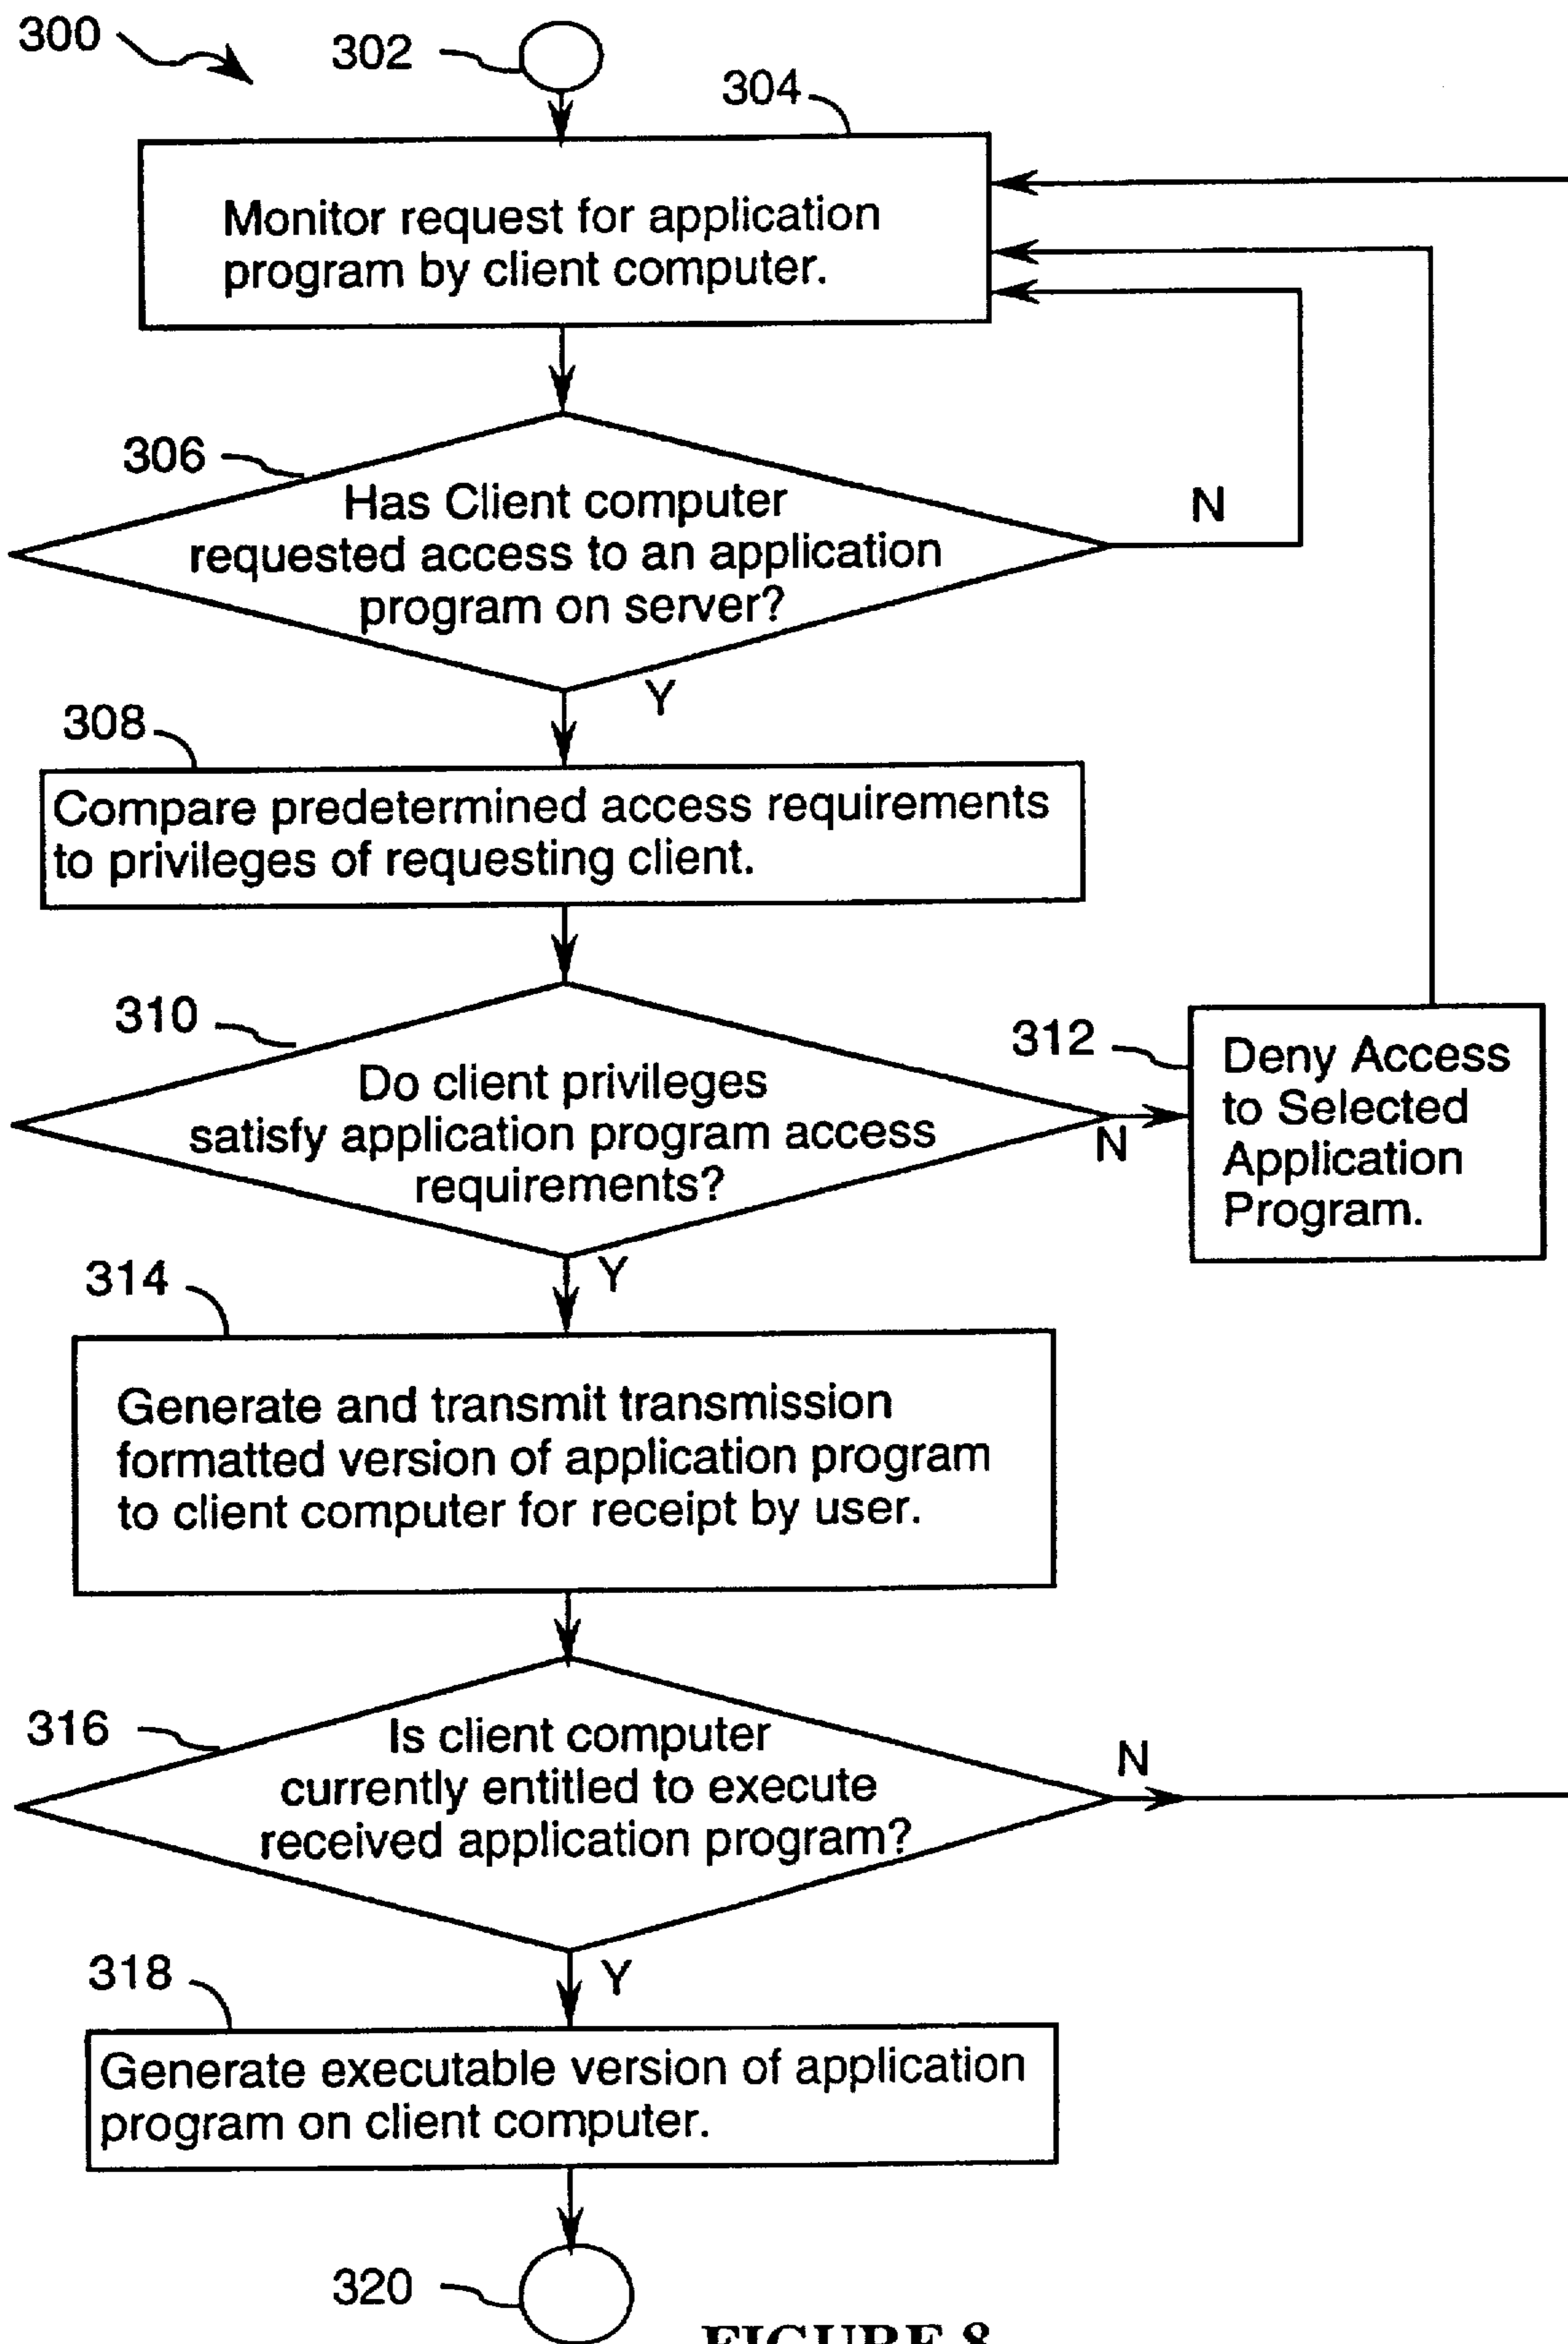 300
302
304
Monitor request for application
program by client computer.
306
Has Client computer
requested access to an application
program on server?
N
Y
308
Compare predetermined access requirements
to privileges of requesting client.
310
Do client privileges
satisfy application program access
requirements?
N
312
Deny Access
to Selected
Application
Program.
Y
314
Generate and transmit transmission
formatted version of application program
to client computer for receipt by user.
316
Is client computer
currently entitled to execute
received application program?
N
Y
318
Generate executable version of application
program on client computer.
320
FIGURE 8